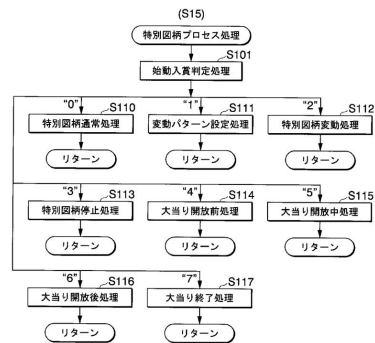 (S15)
特別図柄プロセス処理
S101
始動入賞判定処理
“0” S110 “1” S111 “2” S112
特別図柄通常処理 変動パターン設定処理 特別図柄変動処理
リターン リターン リターン
“3” S113 “4” S114 “5” S115
特別図柄停止処理 大当り開放前処理 大当り開放中処理
リターン リターン リターン
“6” S116 “7” S117
大当り開放後処理 大当り終了処理
リターン リターン